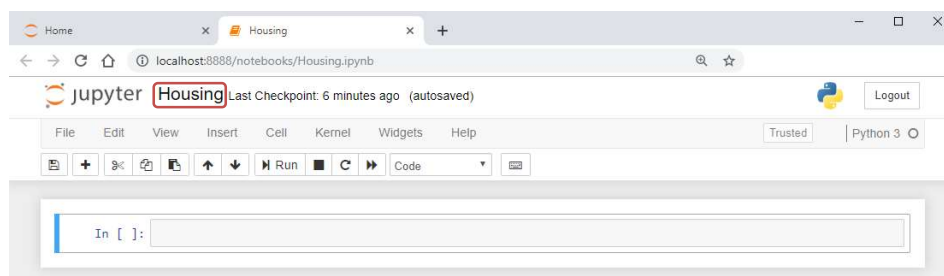 Home Housing
localhost:8888/notebooks/Housing.ipynb
jupyter Housing Last Checkpoint: 6 minutes ago (autosaved) Logout
File Edit View Insert Cell Kernel Widgets Help Trusted Python 3
Run Code
In [ ]: